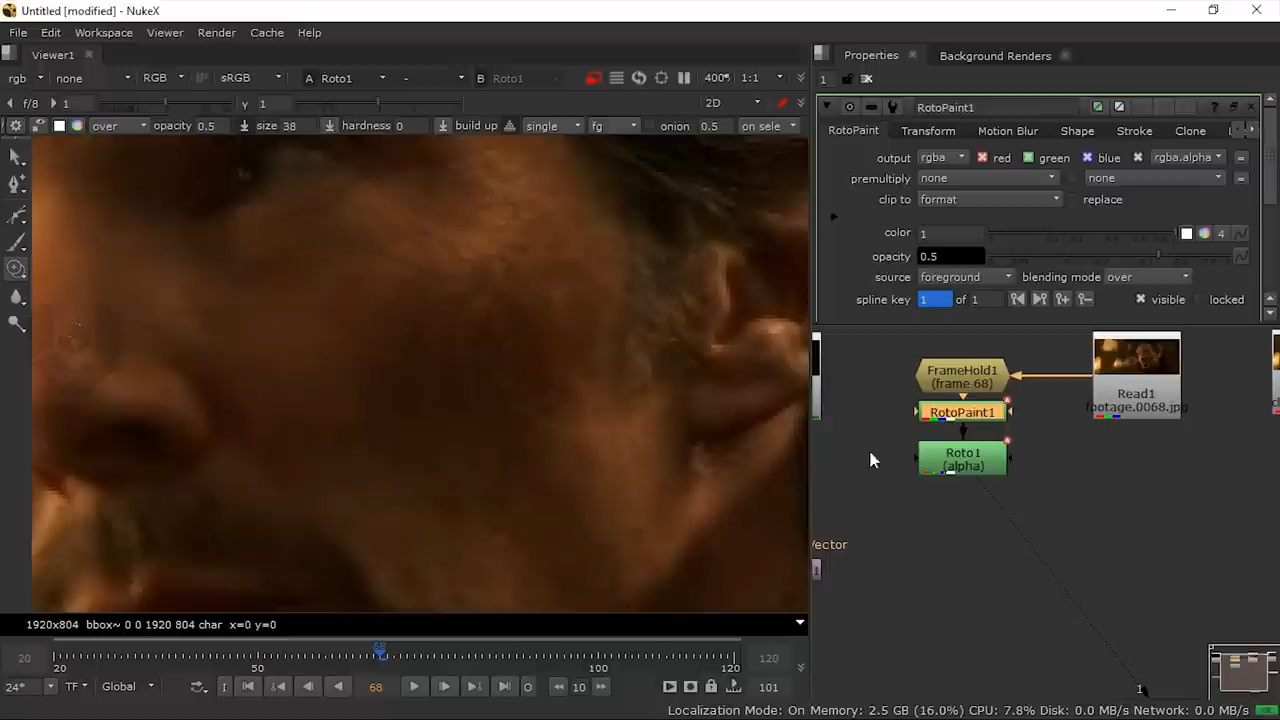 Untitled [modified] - NukeX
File Edit Workspace Viewer Render Cache Help
Viewer1
rgb none RGB IP sRGB A Roto1 - B Roto1 400% 1:1
f/8 1 y 1 2D
over opacity 0.5 size 38 hardness 0 build up single fg onion 0.5 on sele
1920x804 bbox~ 0 0 1920 804 char x=0 y=0
20 20 50 68 100 120 120
24* TF Global I 68 O 10 101
Properties Background Renders
1
RotoPaint1
RotoPaint Transform Motion Blur Shape Stroke Clone
output rgba red green blue rgba.alpha =
premultiply none none =
clip to format replace
color 1 4
opacity 0.5
source foreground blending mode over
spline key 1 of 1 visible locked
FrameHold1
(frame 68)
RotoPaint1
Roto1
(alpha)
Read1
footage.0068.jpg
Vector
1
Localization Mode: On Memory: 2.5 GB (16.0%) CPU: 7.8% Disk: 0.0 MB/s Network: 0.0 MB/s